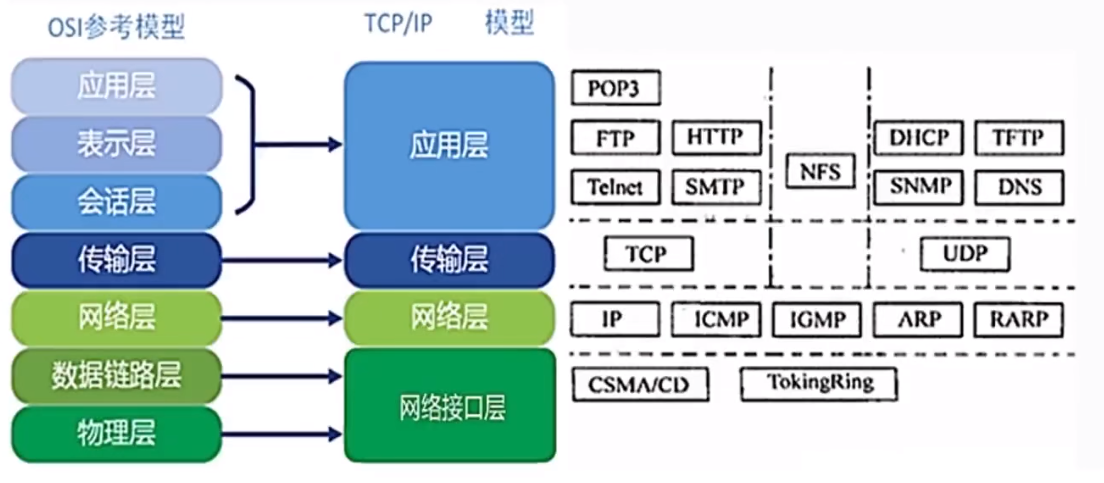 OSI参考模型
TCP/IP 模型
应用层
表示层
会话层
传输层
网络层
数据链路层
物理层
应用层
传输层
网络层
网络接口层
POP3
FTP HTTP DHCP TFTP
NFS
Telnet SMTP SNMP DNS
TCP UDP
IP ICMP IGMP ARP RARP
CSMA/CD TokingRing